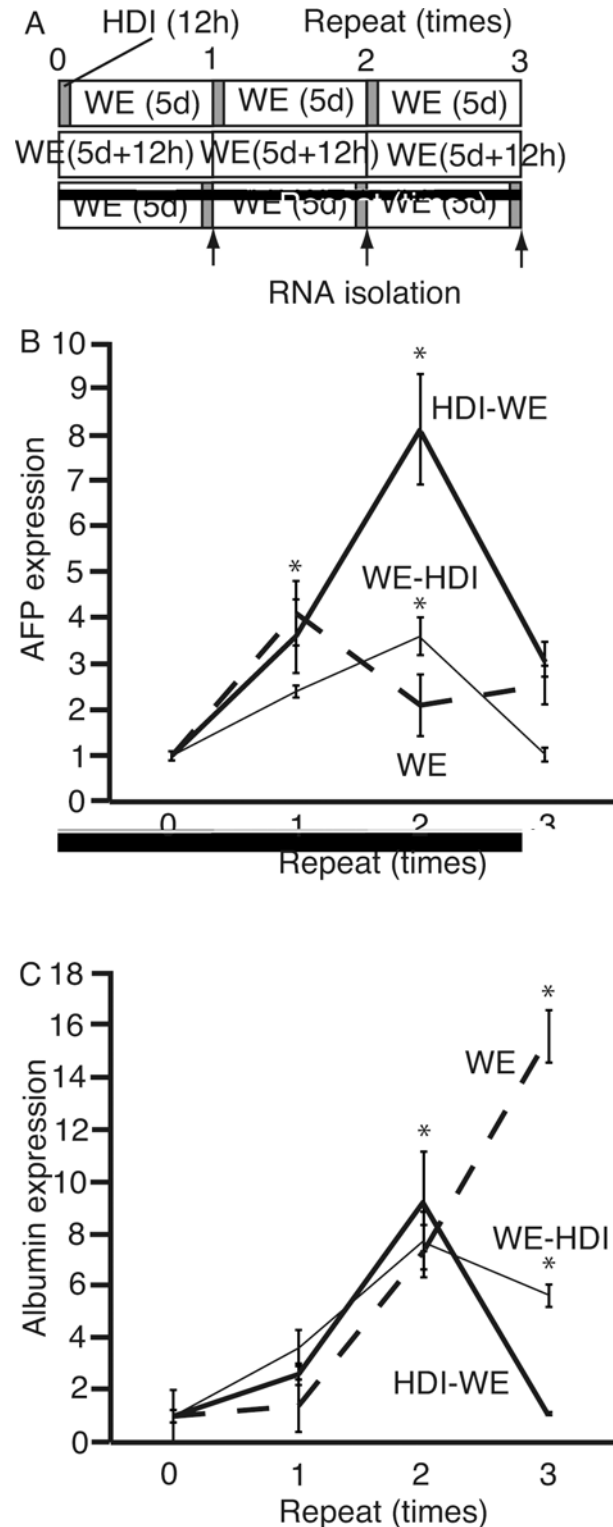 A HDI (12h) Repeat (times)
0 1 2 3
WE (5d) WE (5d) WE (5d)
WE(5d+12h) WE(5d+12h) WE(5d+12h)
WE (5d) WE (5d) WE (5d)
RNA isolation
B
10
9
8
7
6
5
4
3
2
1
0
AFP expression
*
HDI-WE
*
WE-HDI
*
WE
0 1 2 3
Repeat (times)
C
18
16
14
12
10
8
6
4
2
0
Albumin expression
*
WE
*
WE-HDI
*
HDI-WE
0 1 2 3
Repeat (times)